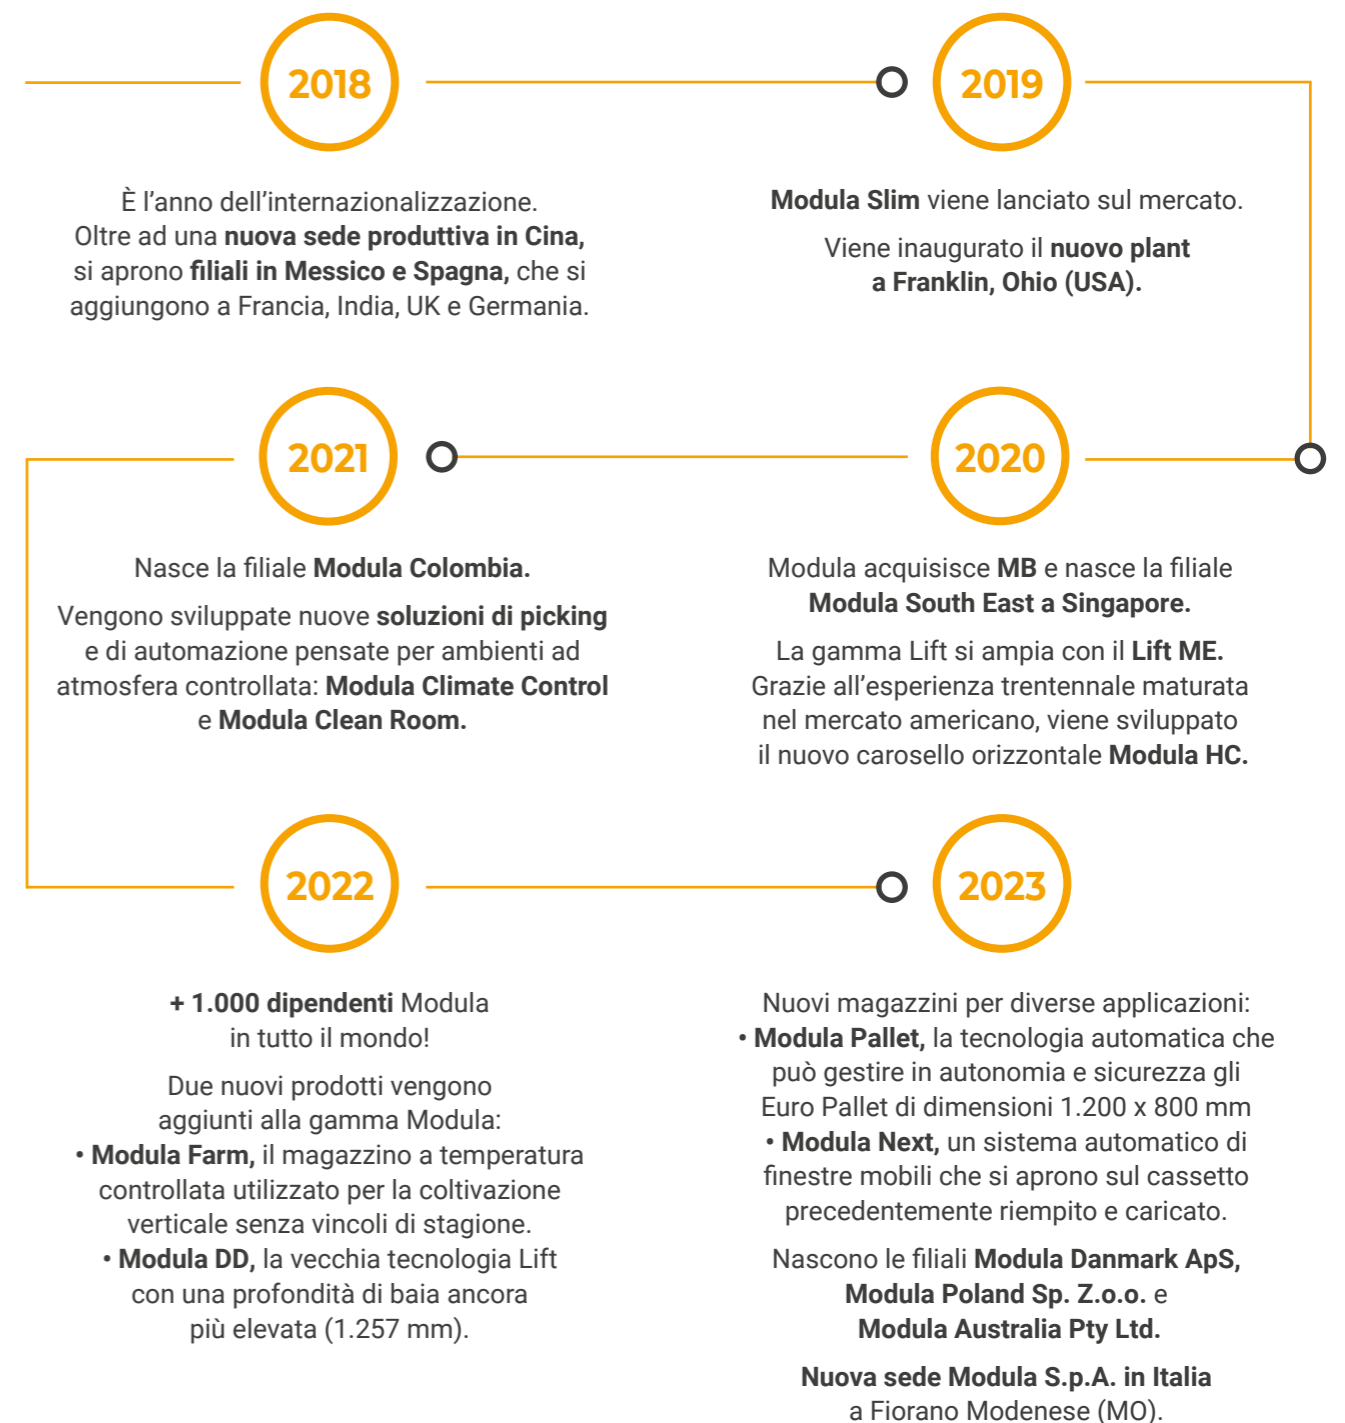 2018
È l'anno dell'internazionalizzazione.
Oltre ad una nuova sede produttiva in Cina,
si aprono filiali in Messico e Spagna, che si
aggiungono a Francia, India, UK e Germania.
2019
Modula Slim viene lanciato sul mercato.
Viene inaugurato il nuovo plant
a Franklin, Ohio (USA).
2020
Modula acquisisce MB e nasce la filiale
Modula South East a Singapore.
La gamma Lift si ampia con il Lift ME.
Grazie all'esperienza trentennale maturata
nel mercato americano, viene sviluppato
il nuovo carosello orizzontale Modula HC.
2021
Nasce la filiale Modula Colombia.
Vengono sviluppate nuove soluzioni di picking
e di automazione pensate per ambienti ad
atmosfera controllata: Modula Climate Control
e Modula Clean Room.
2022
+ 1.000 dipendenti Modula
in tutto il mondo!
Due nuovi prodotti vengono
aggiunti alla gamma Modula:
• Modula Farm, il magazzino a temperatura
controllata utilizzato per la coltivazione
verticale senza vincoli di stagione.
• Modula DD, la vecchia tecnologia Lift
con una profondità di baia ancora
più elevata (1.257 mm).
2023
Nuovi magazzini per diverse applicazioni:
• Modula Pallet, la tecnologia automatica che
può gestire in autonomia e sicurezza gli
Euro Pallet di dimensioni 1.200 x 800 mm
• Modula Next, un sistema automatico di
finestre mobili che si aprono sul cassetto
precedentemente riempito e caricato.
Nascono le filiali Modula Danmark ApS,
Modula Poland Sp. Z.o.o. e
Modula Australia Pty Ltd.
Nuova sede Modula S.p.A. in Italia
a Fiorano Modenese (MO).